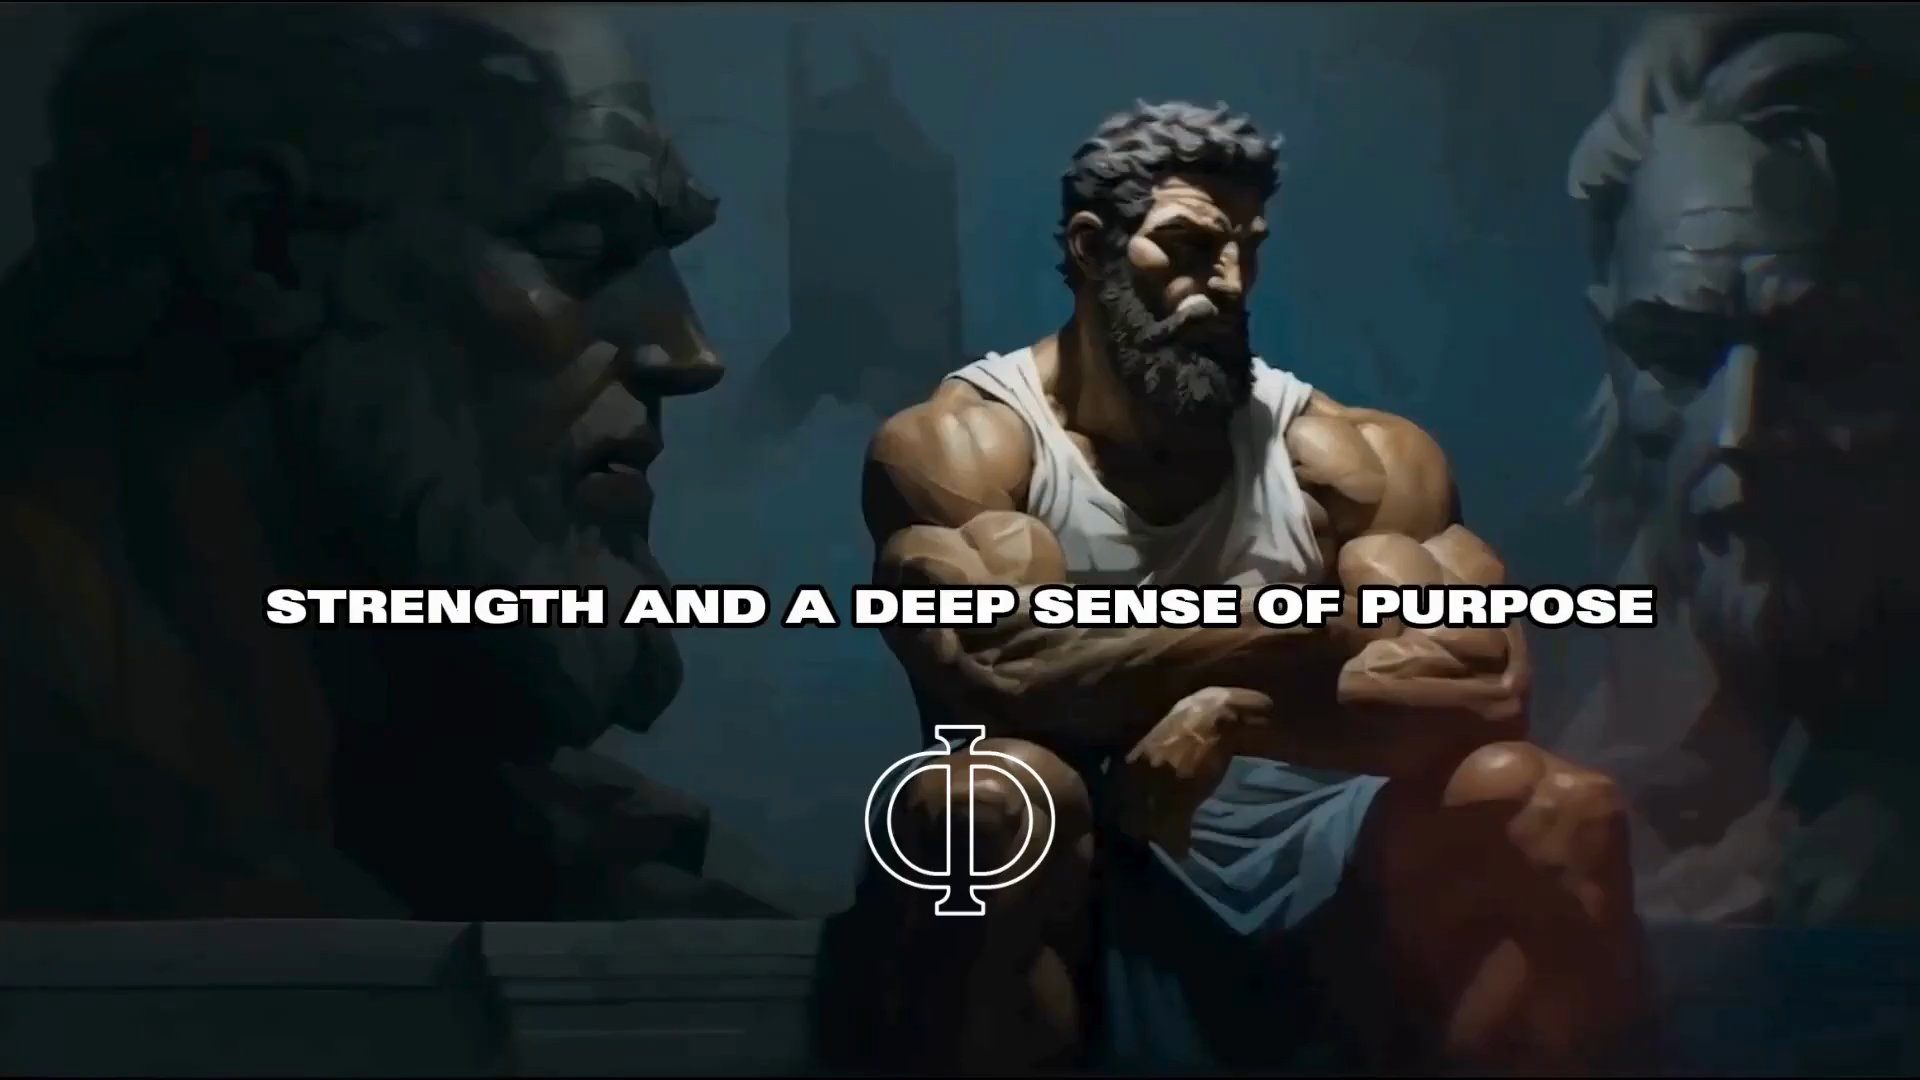 STRENGTH AND A DEEP SENSE OF PURPOSE
Φ